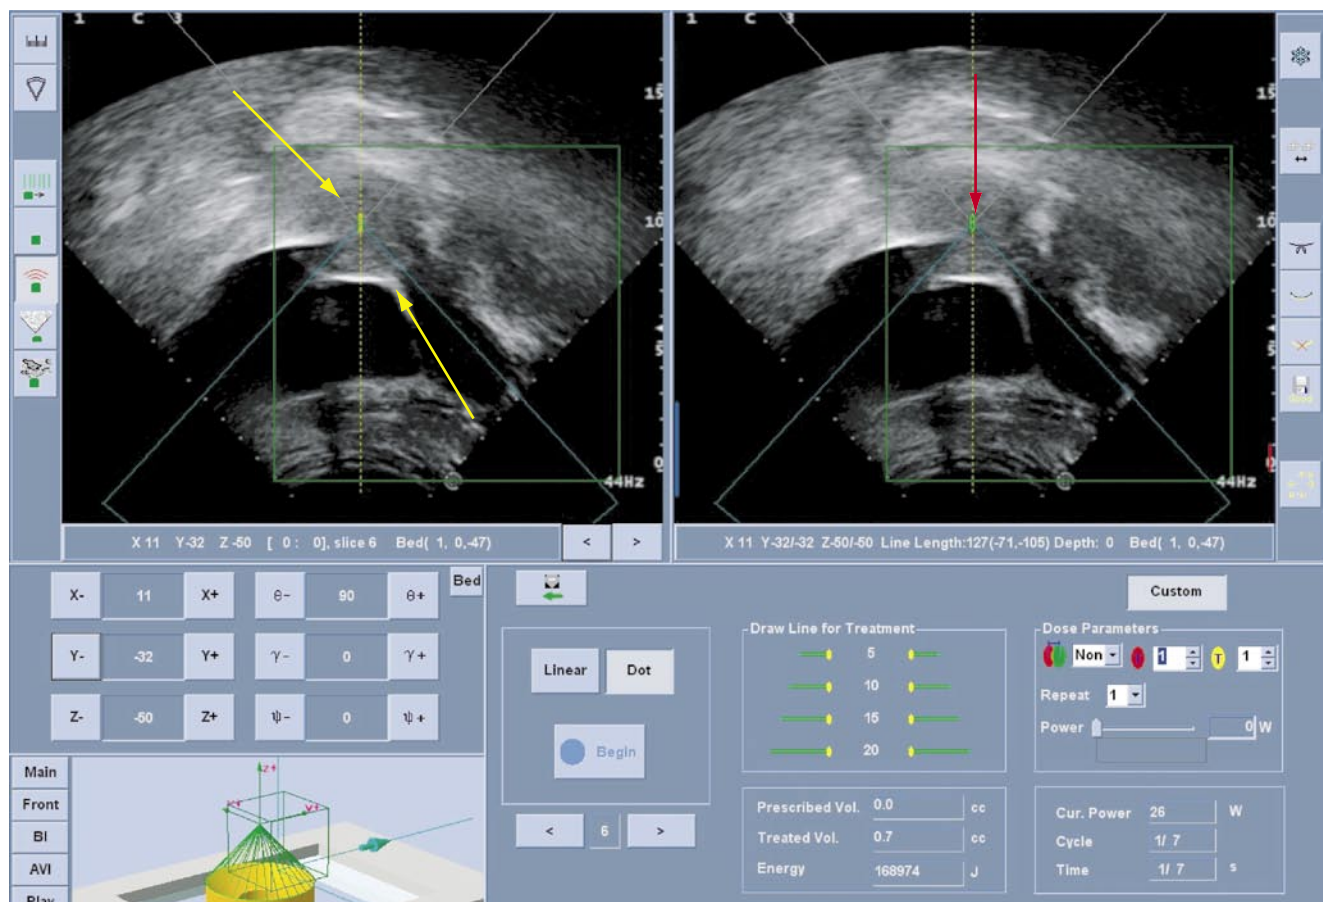 1 C 3
15
10
5
0
44Hz
X 11 Y-32 Z -50 [ 0 : 0], slice 6 Bed( 1, 0,-47)
<
>
1 C 3
15
10
5
0
44Hz
X 11 Y-32/-32 Z-50/-50 Line Length:127(-71,-105) Depth: 0 Bed( 1, 0,-47)
X- 11 X+ θ- 90 θ+
Bed
Y- -32 Y+ γ- 0 γ+
Z- -50 Z+ ψ- 0 ψ+
Main
Front
BI
AVI
Play
Z+
Y+
Linear
Dot
Begin
< 6 >
Draw Line for Treatment
5
10
15
20
Custom
Dose Parameters
Non 1 T 1
Repeat 1
Power 0 W
Prescribed Vol. 0.0 cc
Treated Vol. 0.7 cc
Energy 168974 J
Cur. Power 26 W
Cycle 1/ 7
Time 1/ 7 s